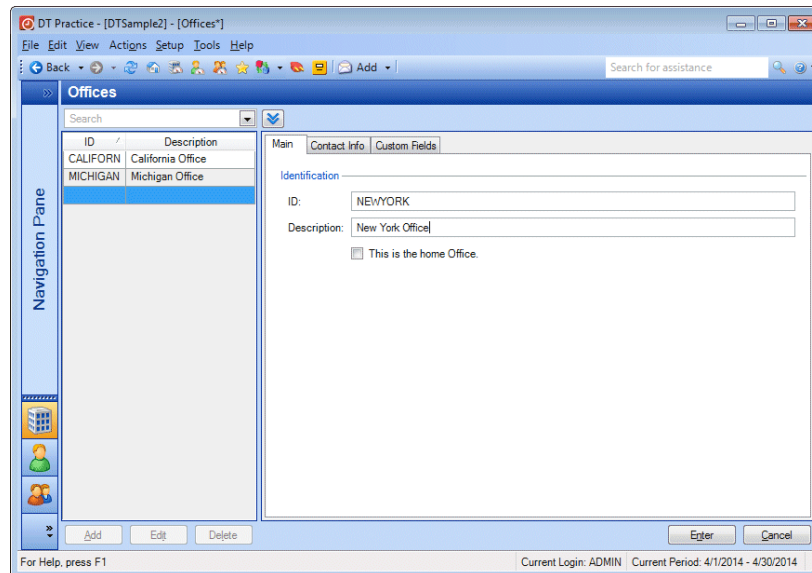 DT Practice - [DTSample2] - [Offices*]
File Edit View Actions Setup Tools Help
Back Add Search for assistance
Offices
Navigation Pane
Search
ID Description
CALIFORN California Office
MICHIGAN Michigan Office
Main Contact Info Custom Fields
Identification
ID: NEWYORK
Description: New York Office
This is the home Office.
Add Edit Delete Enter Cancel
For Help, press F1 Current Login: ADMIN Current Period: 4/1/2014 - 4/30/2014